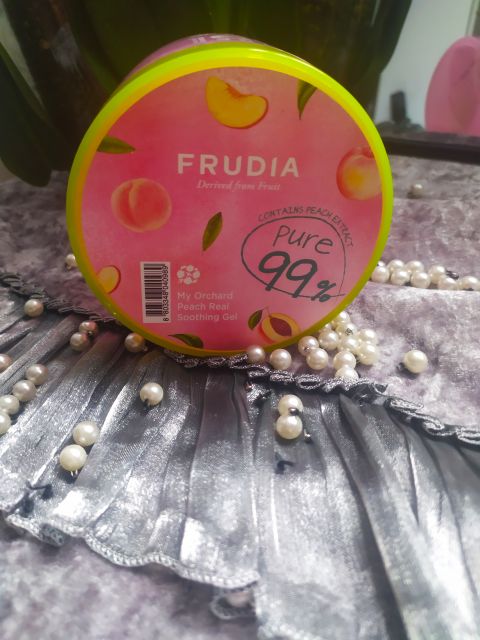 FRUDIA
Derived from Fruit
CONTAINS PEACH EXTRACT
Pure
99%
My Orchard
Peach Real
Soothing Gel